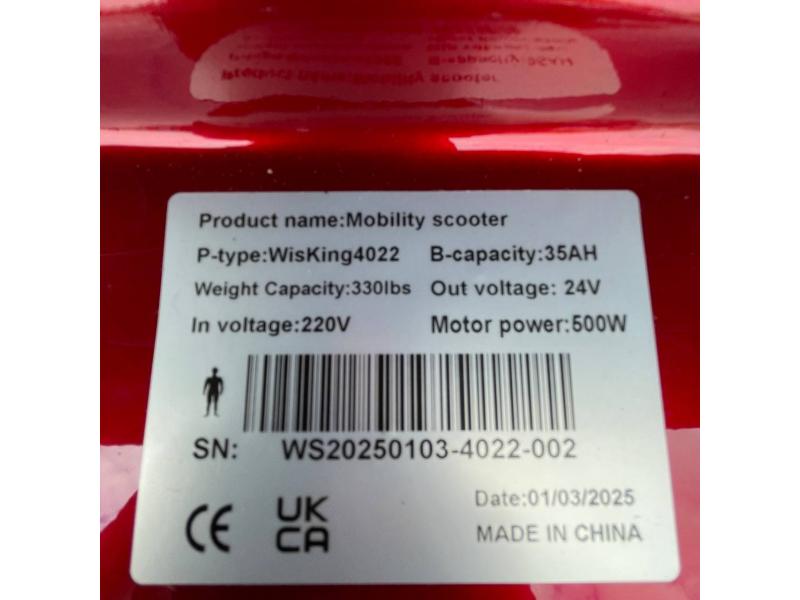 Product name:Mobility scooter
P-type:WisKing4022 B-capacity:35AH
Weight Capacity:330lbs Out voltage: 24V
In voltage:220V Motor power:500W
SN: WS20250103-4022-002
CE UK CA Date:01/03/2025
MADE IN CHINA